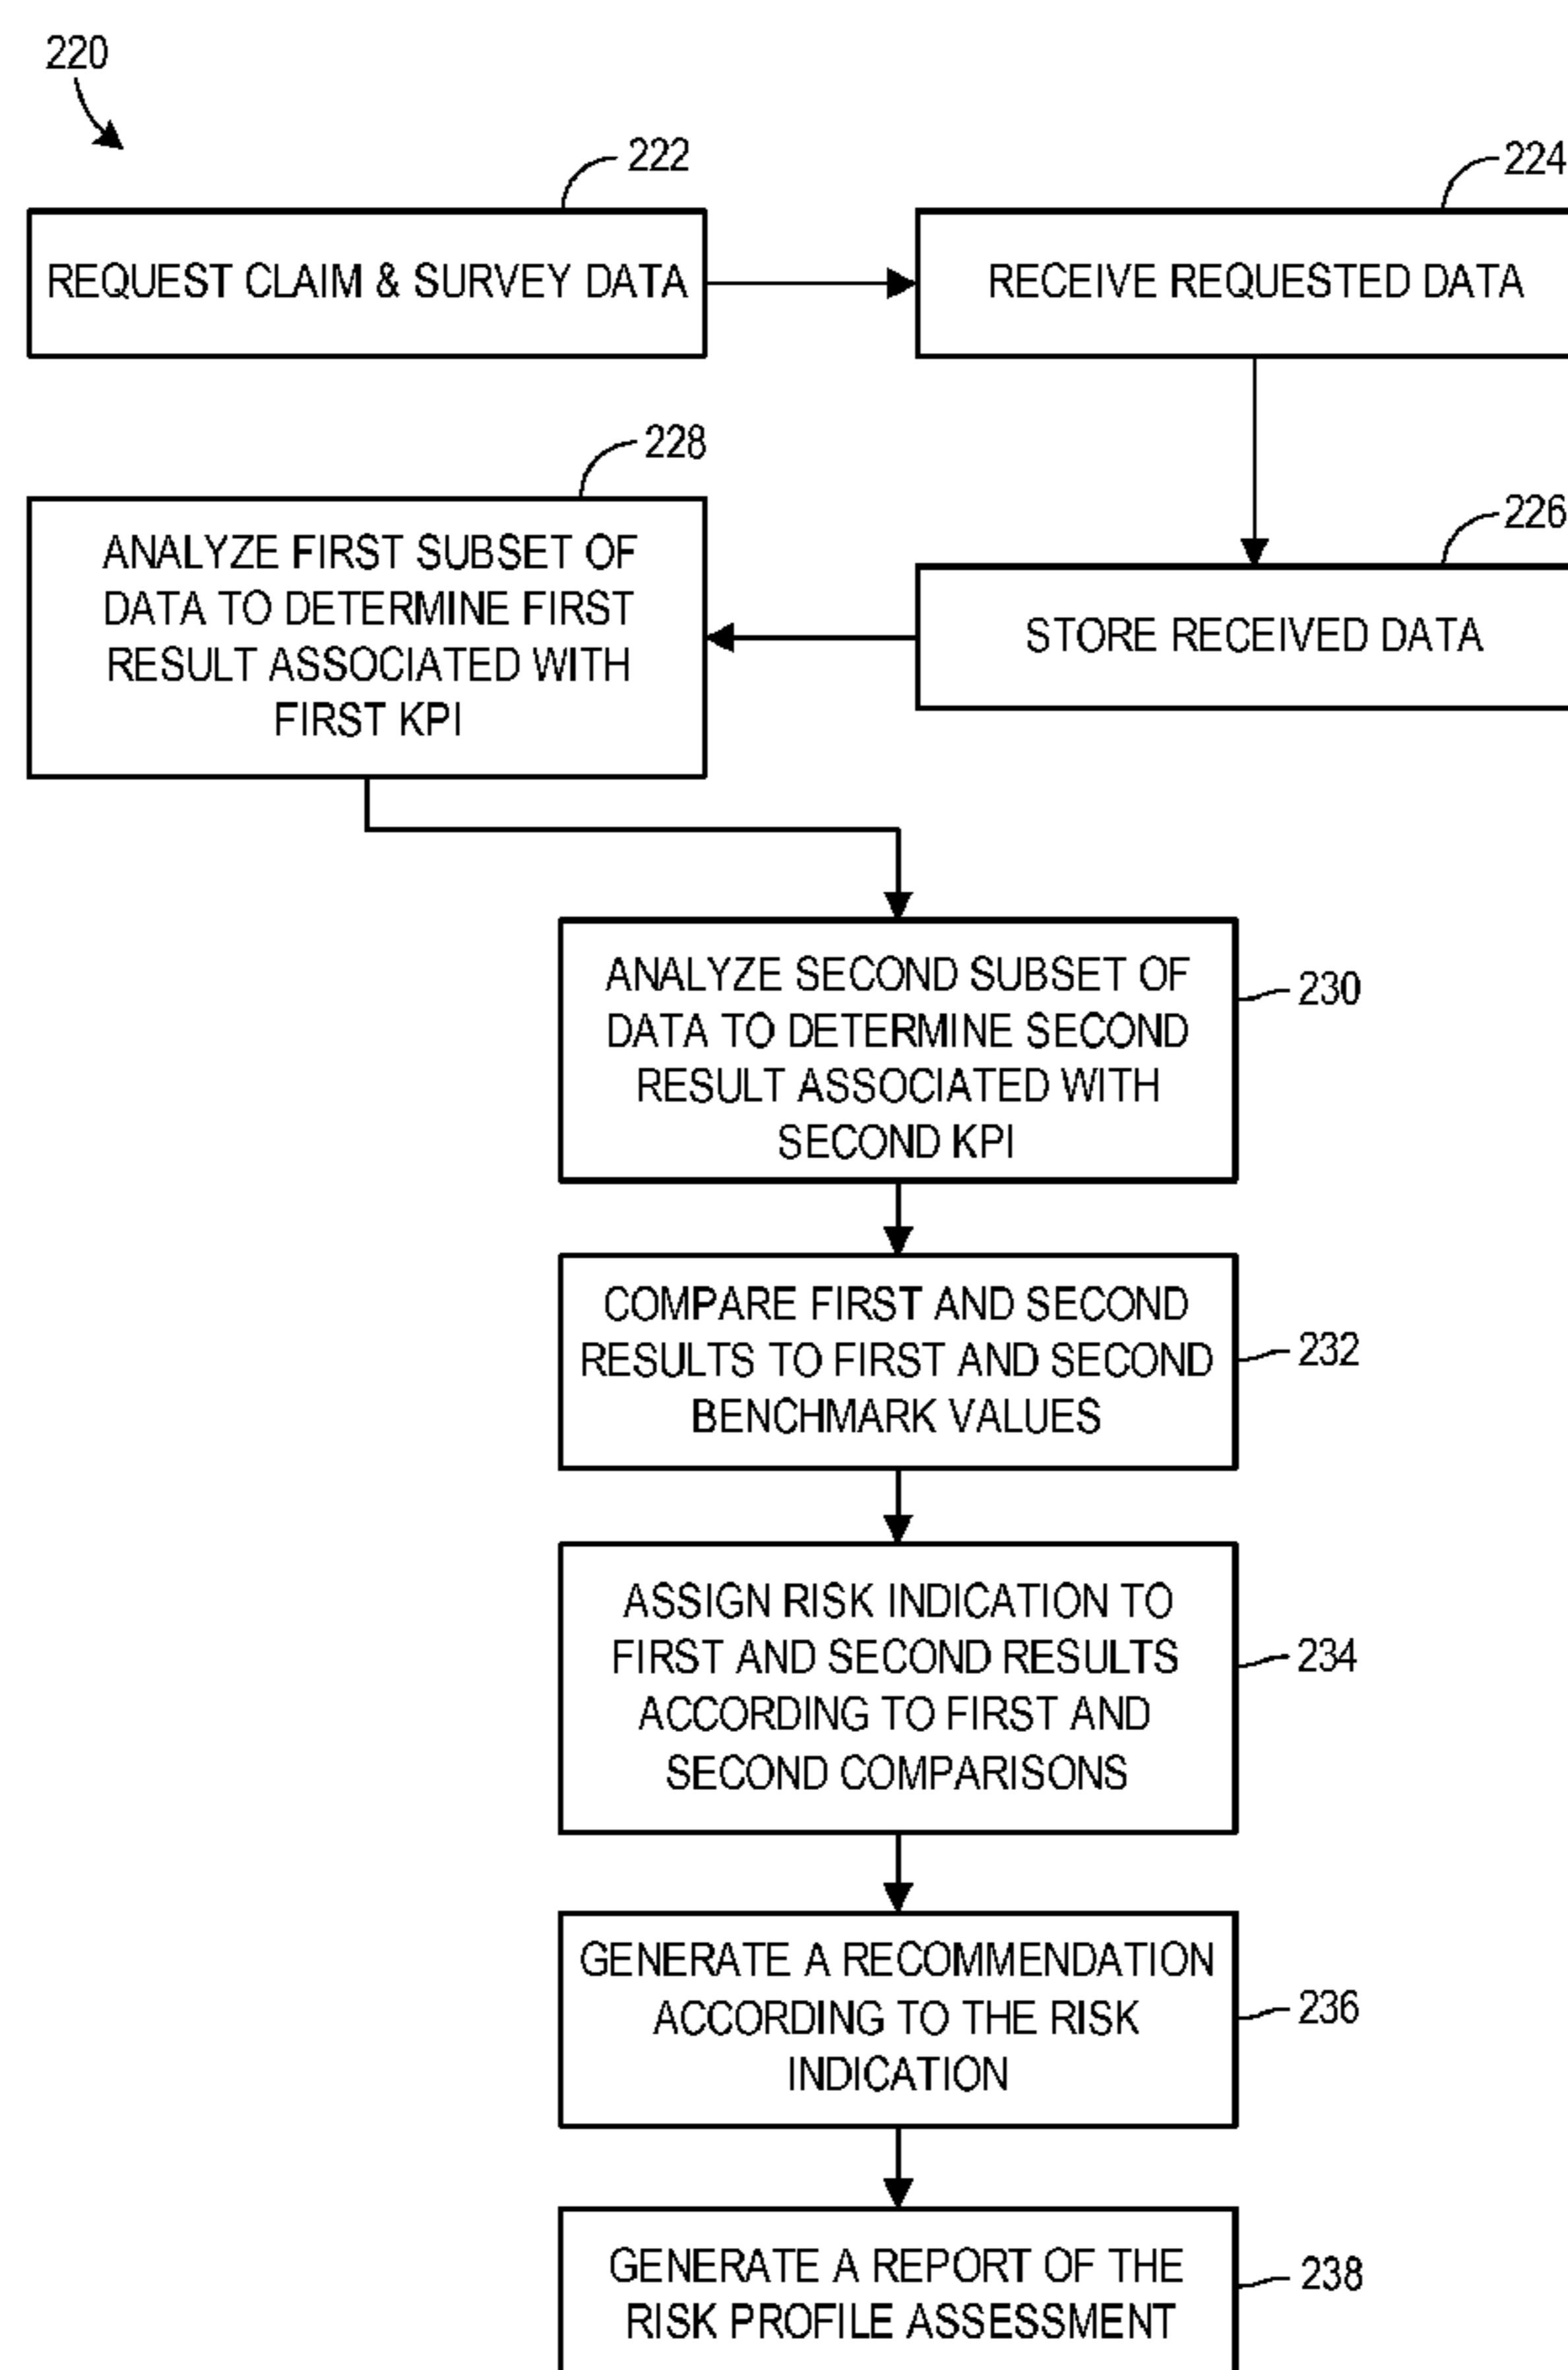 220
222
REQUEST CLAIM & SURVEY DATA
224
RECEIVE REQUESTED DATA
226
STORE RECEIVED DATA
228
ANALYZE FIRST SUBSET OF
DATA TO DETERMINE FIRST
RESULT ASSOCIATED WITH
FIRST KPI
ANALYZE SECOND SUBSET OF
DATA TO DETERMINE SECOND
RESULT ASSOCIATED WITH
SECOND KPI
230
COMPARE FIRST AND SECOND
RESULTS TO FIRST AND SECOND
BENCHMARK VALUES
232
ASSIGN RISK INDICATION TO
FIRST AND SECOND RESULTS
ACCORDING TO FIRST AND
SECOND COMPARISONS
234
GENERATE A RECOMMENDATION
ACCORDING TO THE RISK
INDICATION
236
GENERATE A REPORT OF THE
RISK PROFILE ASSESSMENT
238